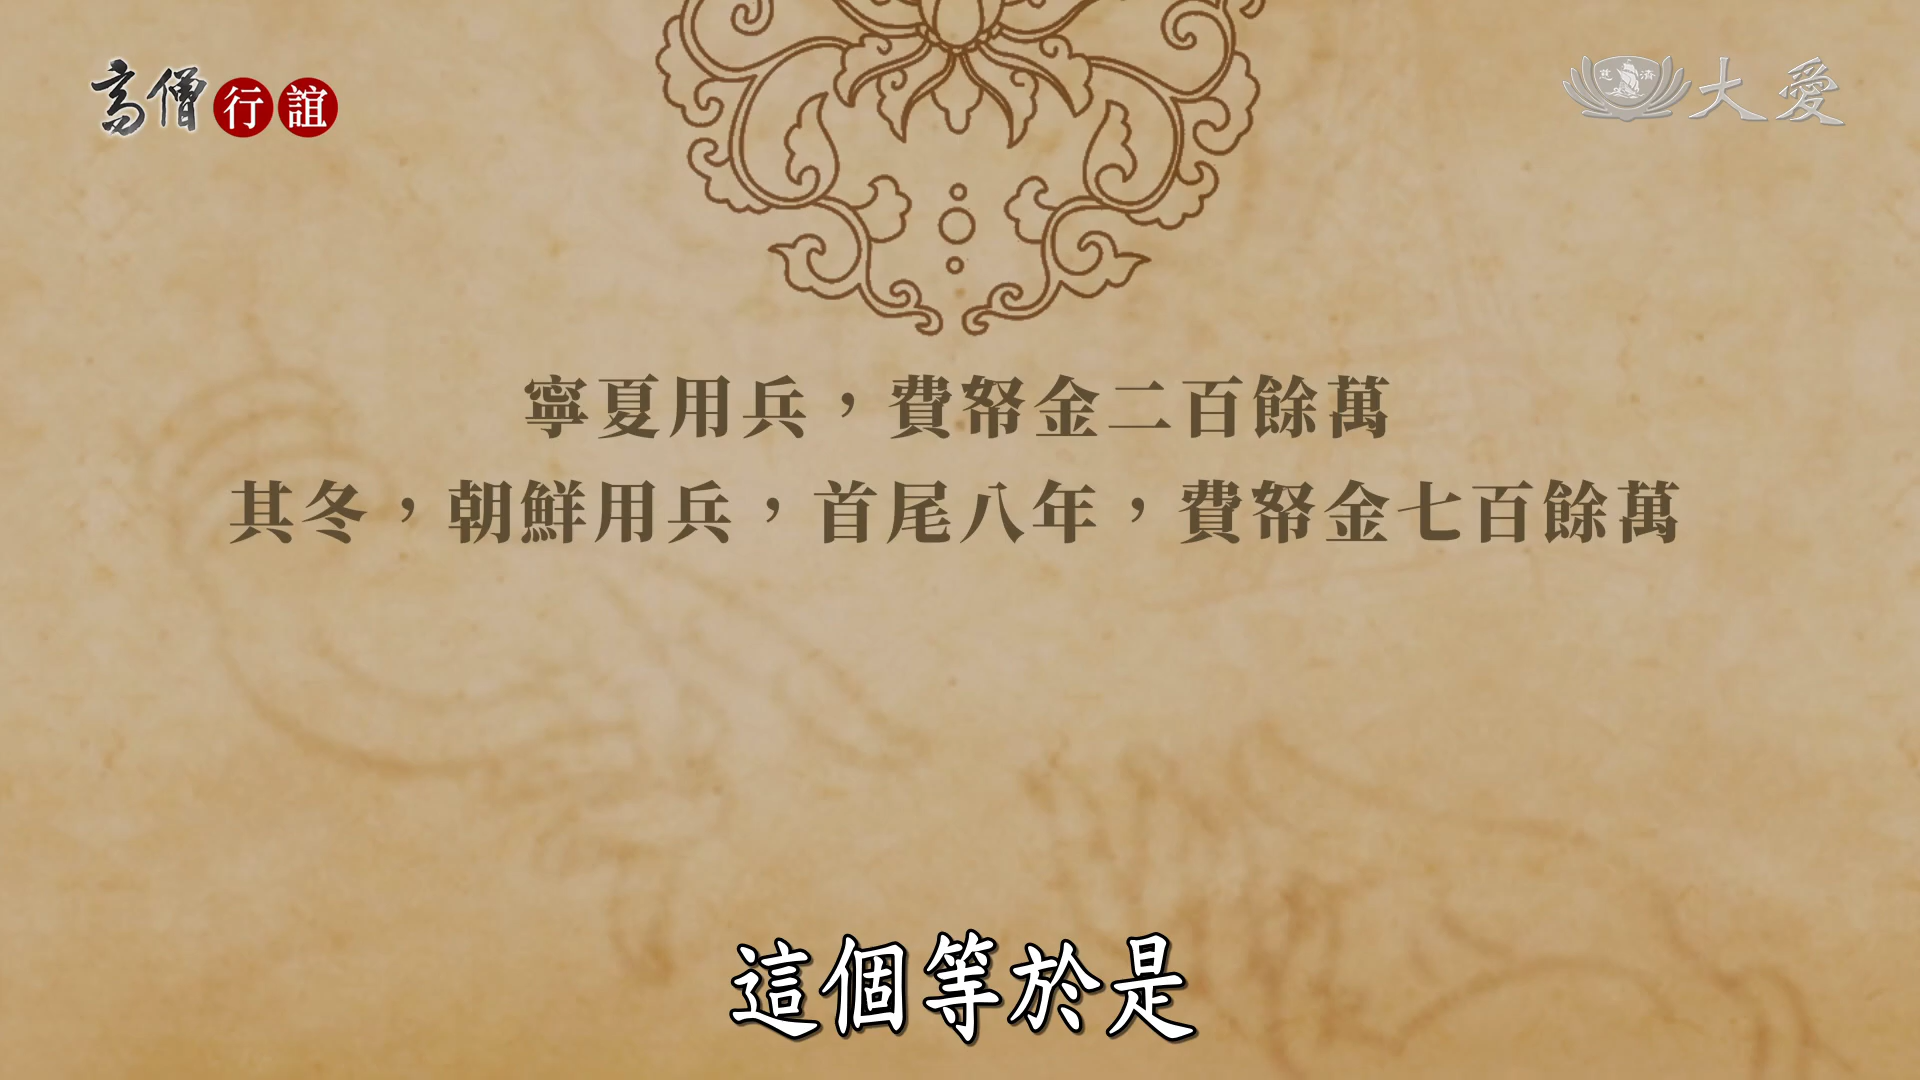 高僧行誼
慈濟 大愛
寧夏用兵，費帑金二百餘萬
其冬，朝鮮用兵，首尾八年，費帑金七百餘萬
這個等於是